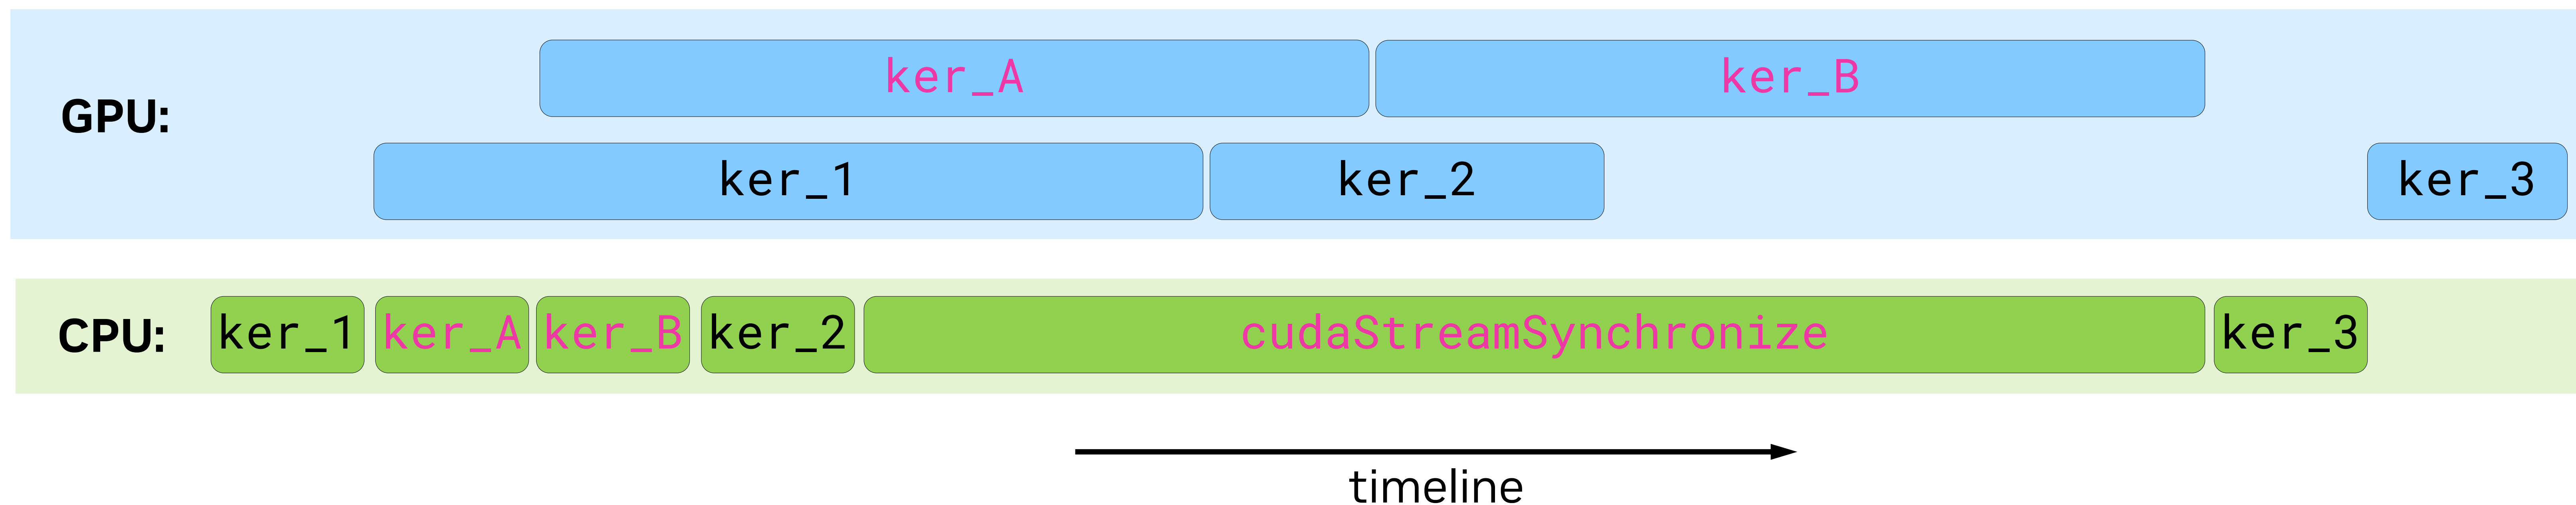 GPU:
ker_A ker_B
ker_1 ker_2 ker_3
CPU:
ker_1 ker_A ker_B ker_2 cudaStreamSynchronize ker_3
timeline